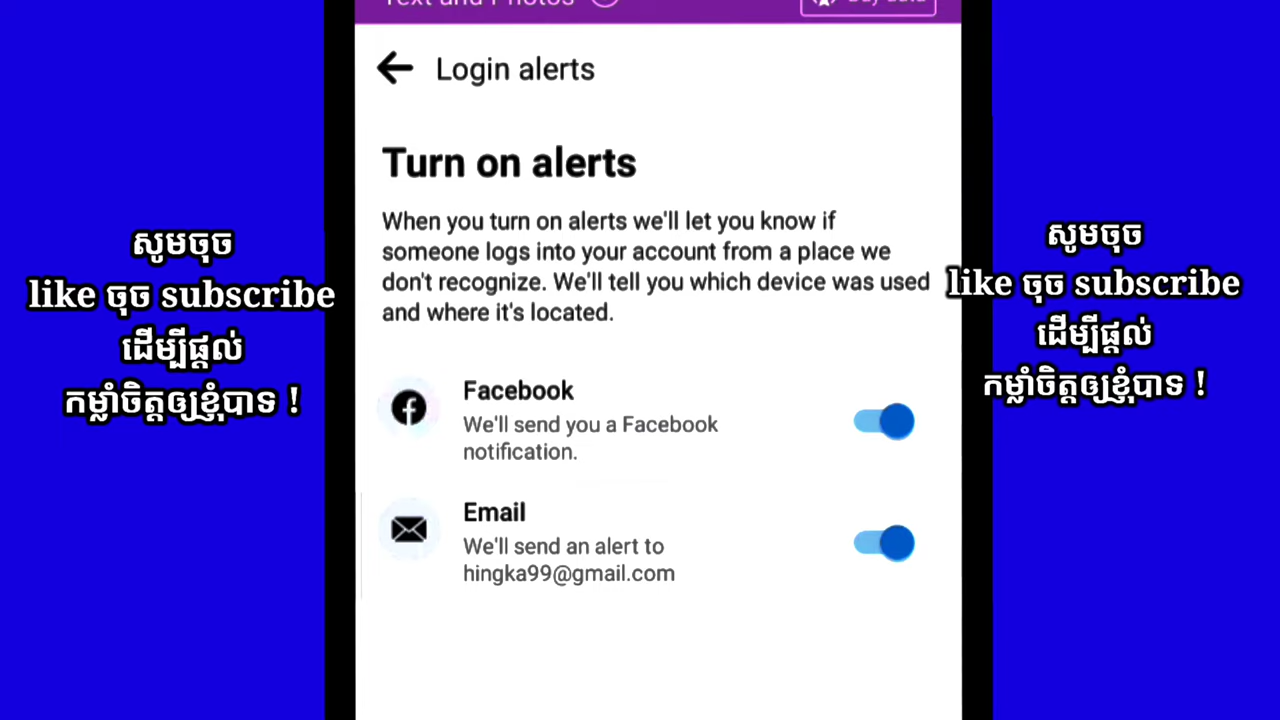 Text and Photos
Login alerts
Turn on alerts
When you turn on alerts we'll let you know if
someone logs into your account from a place we
don't recognize. We'll tell you which device was used
and where it's located.
Facebook
We'll send you a Facebook
notification.
Email
We'll send an alert to
hingka99@gmail.com
សូមចុច
like ចុច subscribe
ដើម្បីផ្ដល់
កម្លាំចិត្តឲ្យខ្ញុំបាទ !
សូមចុច
like ចុច subscribe
ដើម្បីផ្ដល់
កម្លាំចិត្តឲ្យខ្ញុំបាទ !